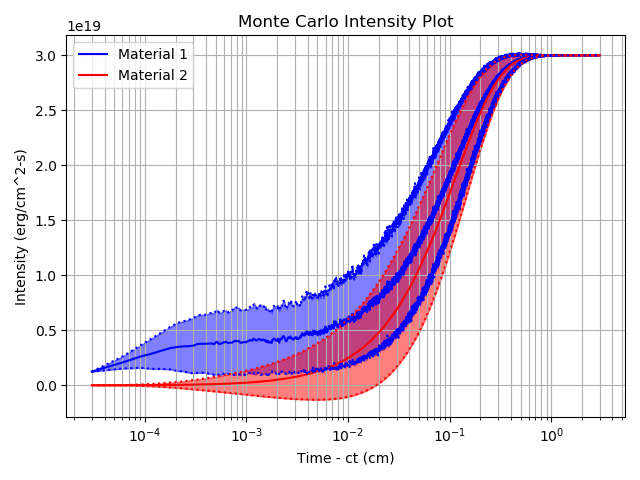 Monte Carlo Intensity Plot
1e19
Material 1
Material 2
3.0
2.5
2.0
1.5
1.0
0.5
0.0
Intensity (erg/cm^2-s)
10^−4 10^−3 10^−2 10^−1 10^0
Time - ct (cm)